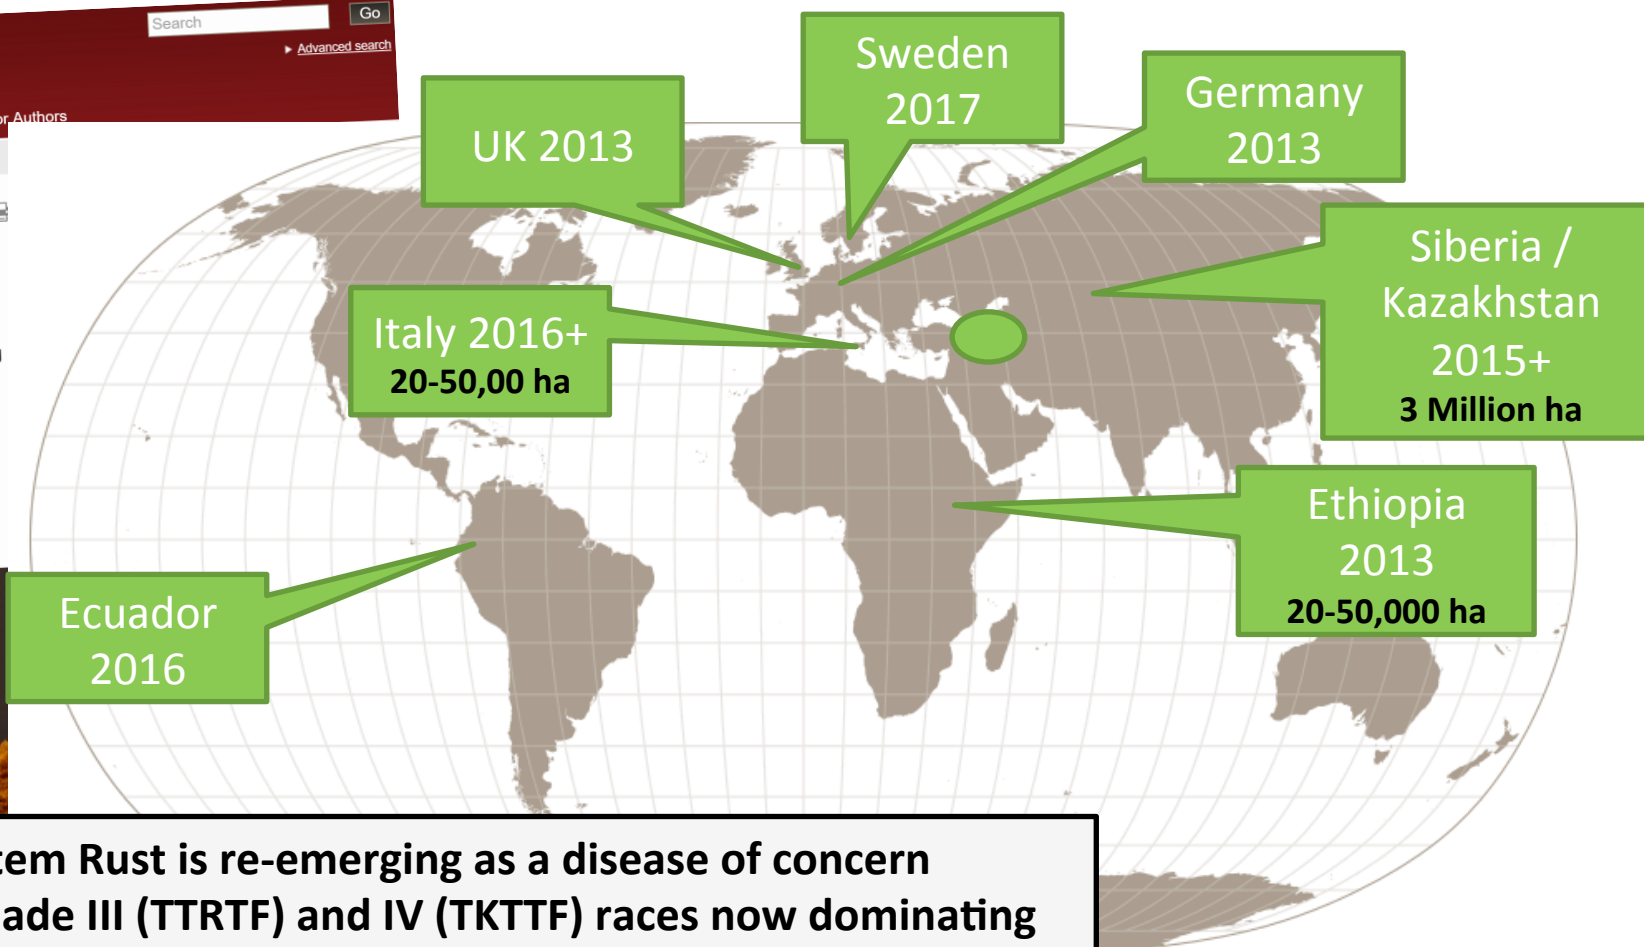 Search
Go
Advanced search
Authors
Sweden
2017
Germany
2013
UK 2013
Siberia /
Kazakhstan
2015+
3 Million ha
Italy 2016+
20-50,00 ha
Ethiopia
2013
20-50,000 ha
Ecuador
2016
Rust is re-emerging as a disease of concern
III (TTRTF) and IV (TKTTF) races now dominating